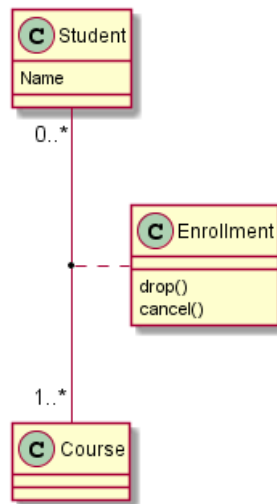 C Student
Name
0..*
C Enrollment
drop()
cancel()
1..*
C Course